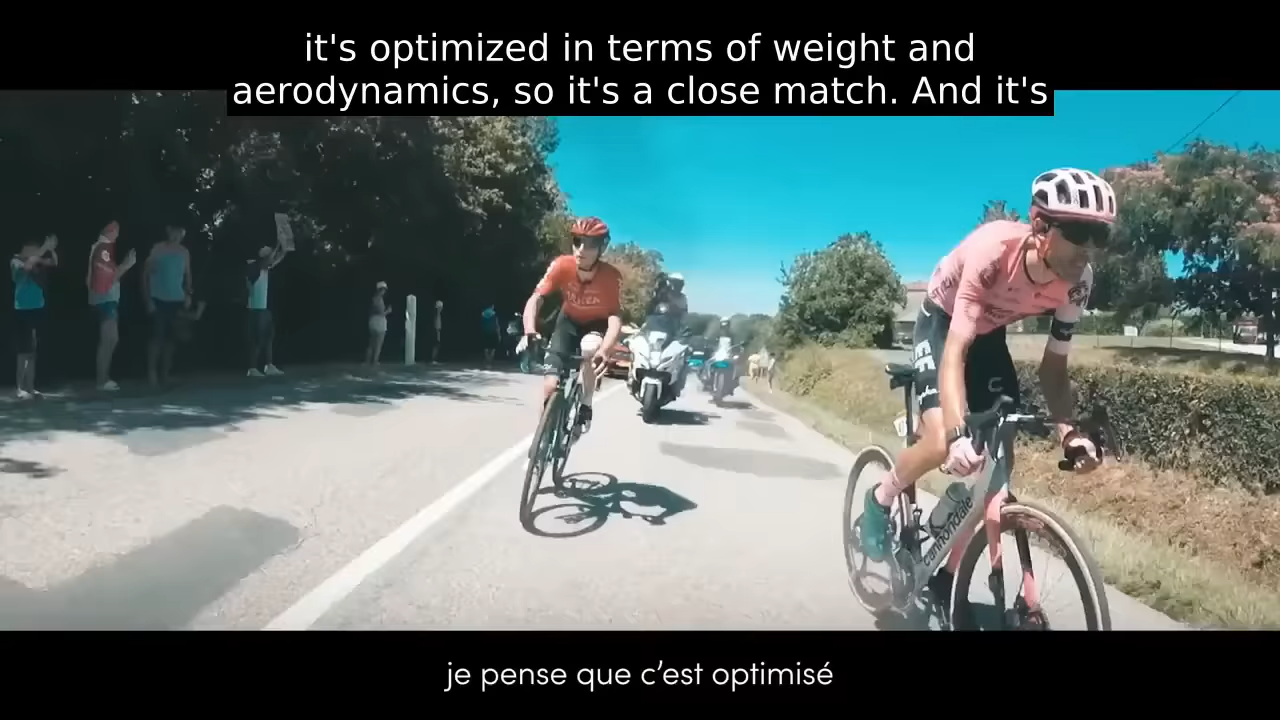 it's optimized in terms of weight and
aerodynamics, so it's a close match. And it's
cannondale
je pense que c’est optimisé